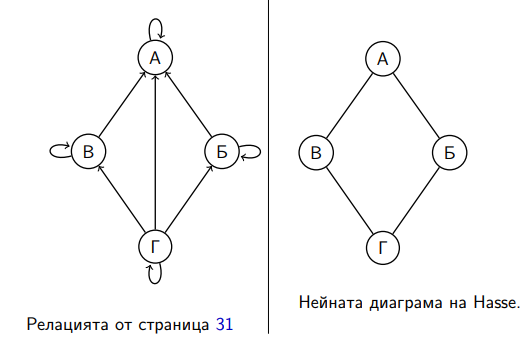 А
В
Б
Г
Релацията от страница 31
А
В
Б
Г
Нейната диаграма на Hasse.